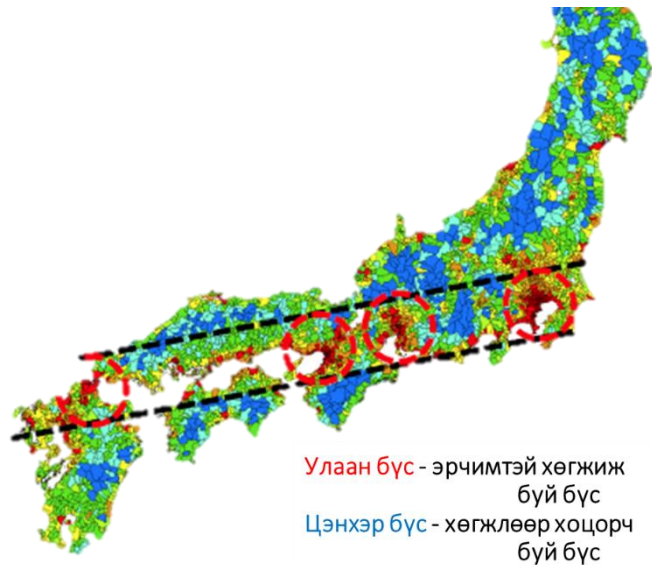 Улаан бүс - эрчимтэй хөгжиж
буй бүс
Цэнхэр бүс - хөгжлөөр хоцорч
буй бүс